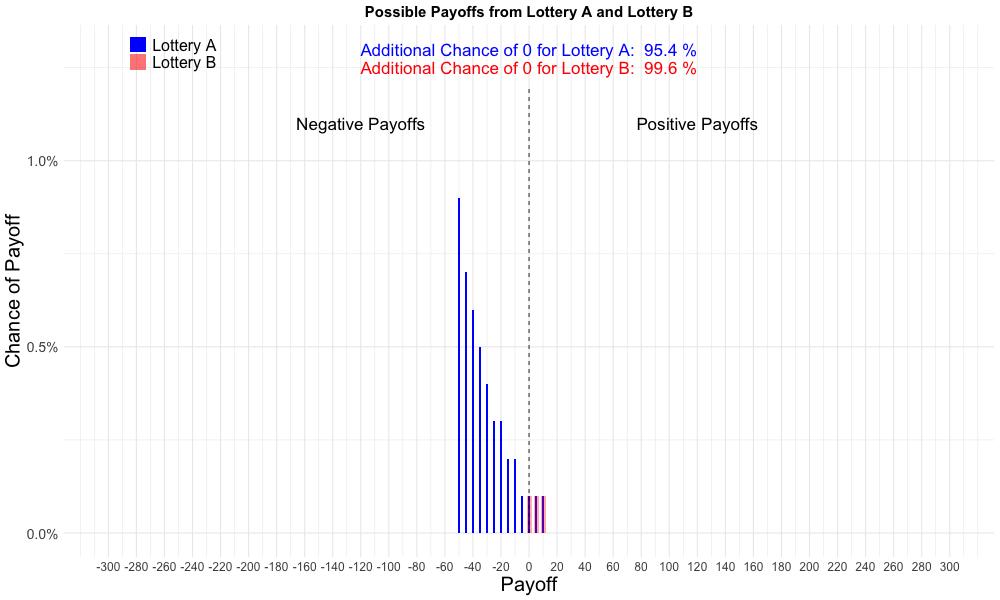 Possible Payoffs from Lottery A and Lottery B
Lottery A
Lottery B
Additional Chance of 0 for Lottery A: 95.4 %
Additional Chance of 0 for Lottery B: 99.6 %
Negative Payoffs
Positive Payoffs
Chance of Payoff
1.0%
0.5%
0.0%
-300 -280 -260 -240 -220 -200 -180 -160 -140 -120 -100 -80 -60 -40 -20 0 20 40 60 80 100 120 140 160 180 200 220 240 260 280 300
Payoff